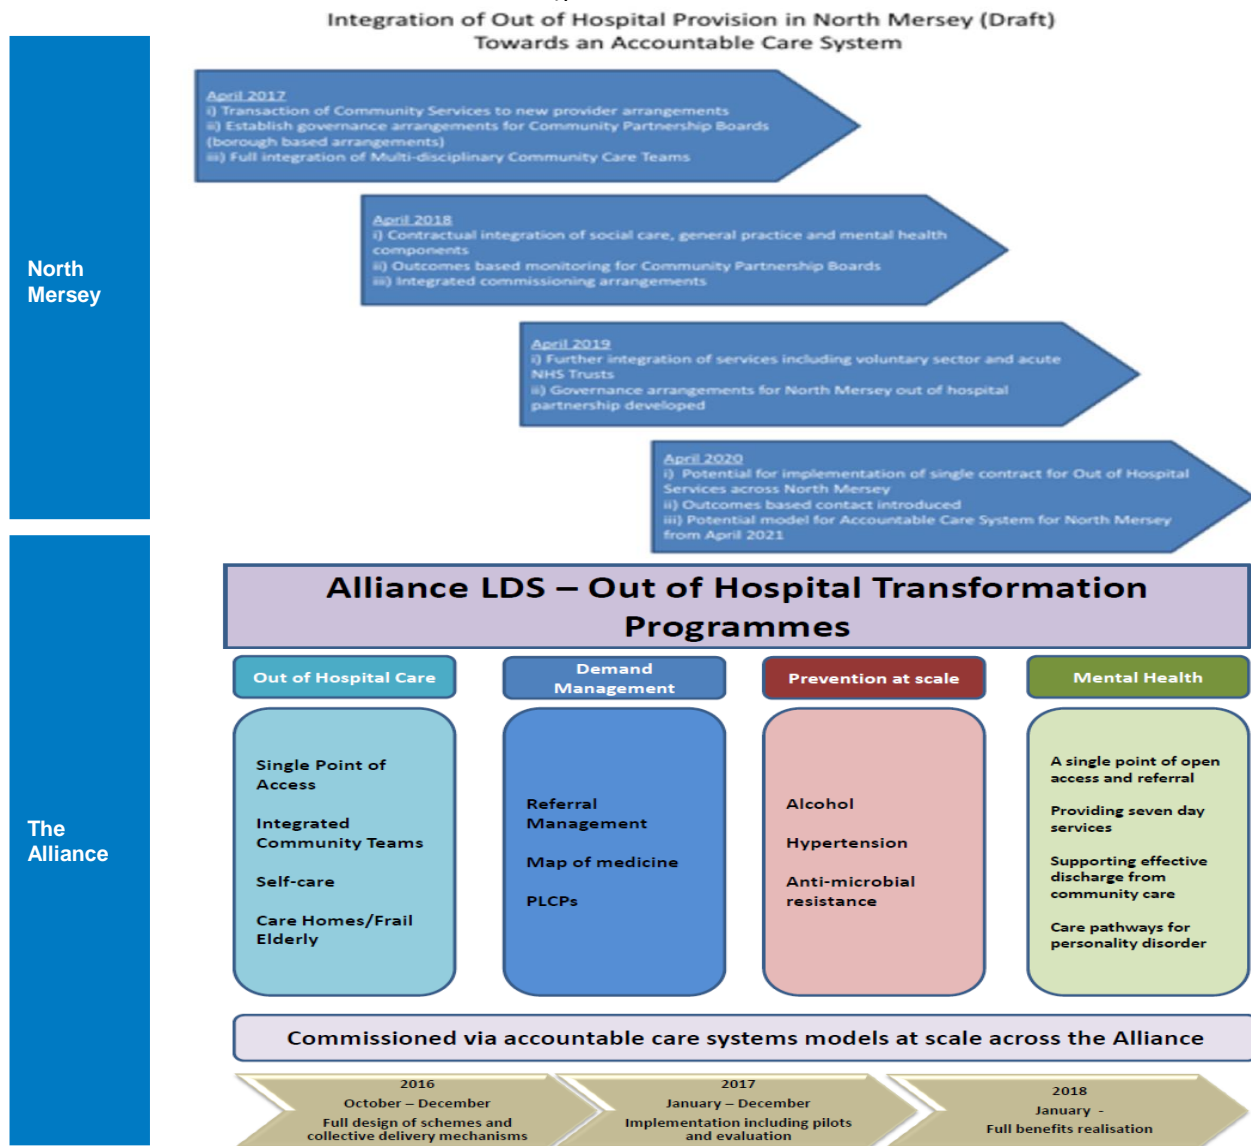 Integration of Out of Hospital Provision in North Mersey (Draft)
Towards an Accountable Care System
North
Mersey
April 2017
i) Transaction of Community Services to new provider arrangements
ii) Establish governance arrangements for Community Partnership Boards
(borough based arrangements)
iii) Full integration of Multi-disciplinary Community Care Teams
April 2018
i) Contractual integration of social care, general practice and mental health
components
ii) Outcomes based monitoring for Community Partnership Boards
iii) Integrated commissioning arrangements
April 2019
i) Further integration of services including voluntary sector and acute
NHS Trusts
ii) Governance arrangements for North Mersey out of hospital
partnership developed
April 2020
i) Potential for implementation of single contract for Out of Hospital
Services across North Mersey
ii) Outcomes based contact introduced
iii) Potential model for Accountable Care System for North Mersey
from April 2021
The
Alliance
Alliance LDS – Out of Hospital Transformation
Programmes
Out of Hospital Care
Single Point of
Access
Integrated
Community Teams
Self-care
Care Homes/Frail
Elderly
Demand
Management
Referral
Management
Map of medicine
PLCPs
Prevention at scale
Alcohol
Hypertension
Anti-microbial
resistance
Mental Health
A single point of open
access and referral
Providing seven day
services
Supporting effective
discharge from
community care
Care pathways for
personality disorder
Commissioned via accountable care systems models at scale across the Alliance
2016
October – December
Full design of schemes and
collective delivery mechanisms
2017
January – December
Implementation including pilots
and evaluation
2018
January -
Full benefits realisation